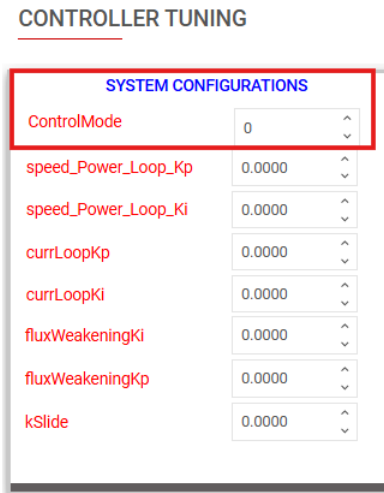 CONTROLLER TUNING
SYSTEM CONFIGURATIONS
ControlMode 0
speed_Power_Loop_Kp 0.0000
speed_Power_Loop_Ki 0.0000
currLoopKp 0.0000
currLoopKi 0.0000
fluxWeakeningKi 0.0000
fluxWeakeningKp 0.0000
kSlide 0.0000